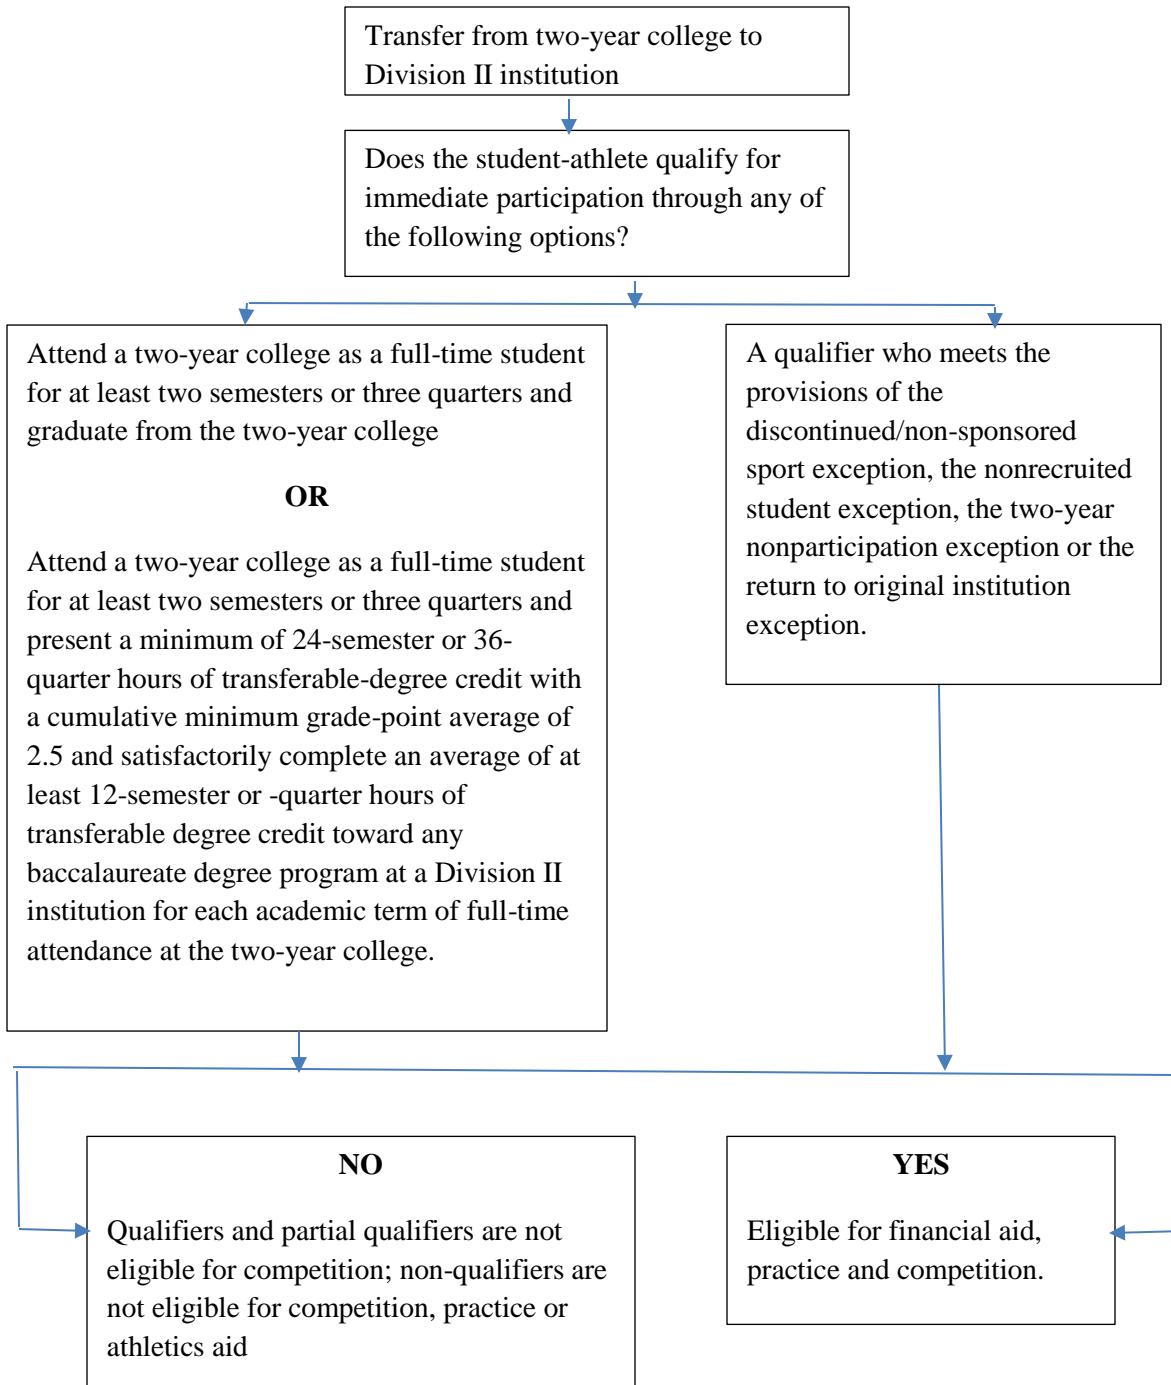 Transfer from two-year college to
Division II institution
Does the student-athlete qualify for
immediate participation through any of
the following options?
Attend a two-year college as a full-time student
for at least two semesters or three quarters and
graduate from the two-year college
OR
Attend a two-year college as a full-time student
for at least two semesters or three quarters and
present a minimum of 24-semester or 36-
quarter hours of transferable-degree credit with
a cumulative minimum grade-point average of
2.5 and satisfactorily complete an average of at
least 12-semester or -quarter hours of
transferable degree credit toward any
baccalaureate degree program at a Division II
institution for each academic term of full-time
attendance at the two-year college.
A qualifier who meets the
provisions of the
discontinued/non-sponsored
sport exception, the nonrecruited
student exception, the two-year
nonparticipation exception or the
return to original institution
exception.
NO
Qualifiers and partial qualifiers are not
eligible for competition; non-qualifiers are
not eligible for competition, practice or
athletics aid
YES
Eligible for financial aid,
practice and competition.